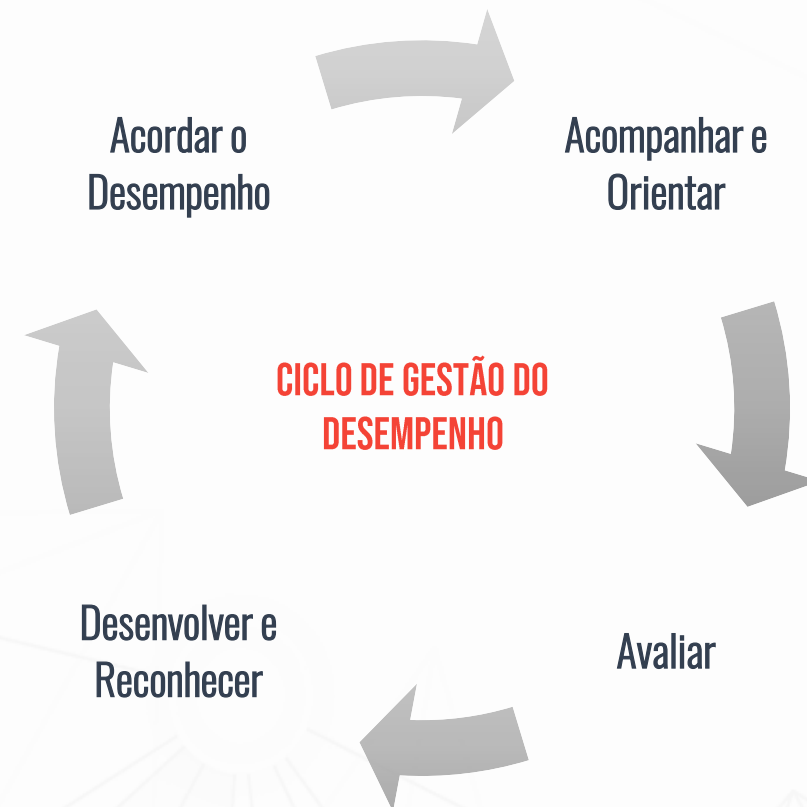 Acordar o
Desempenho
Acompanhar e
Orientar
CICLO DE GESTÃO DO
DESEMPENHO
Desenvolver e
Reconhecer
Avaliar